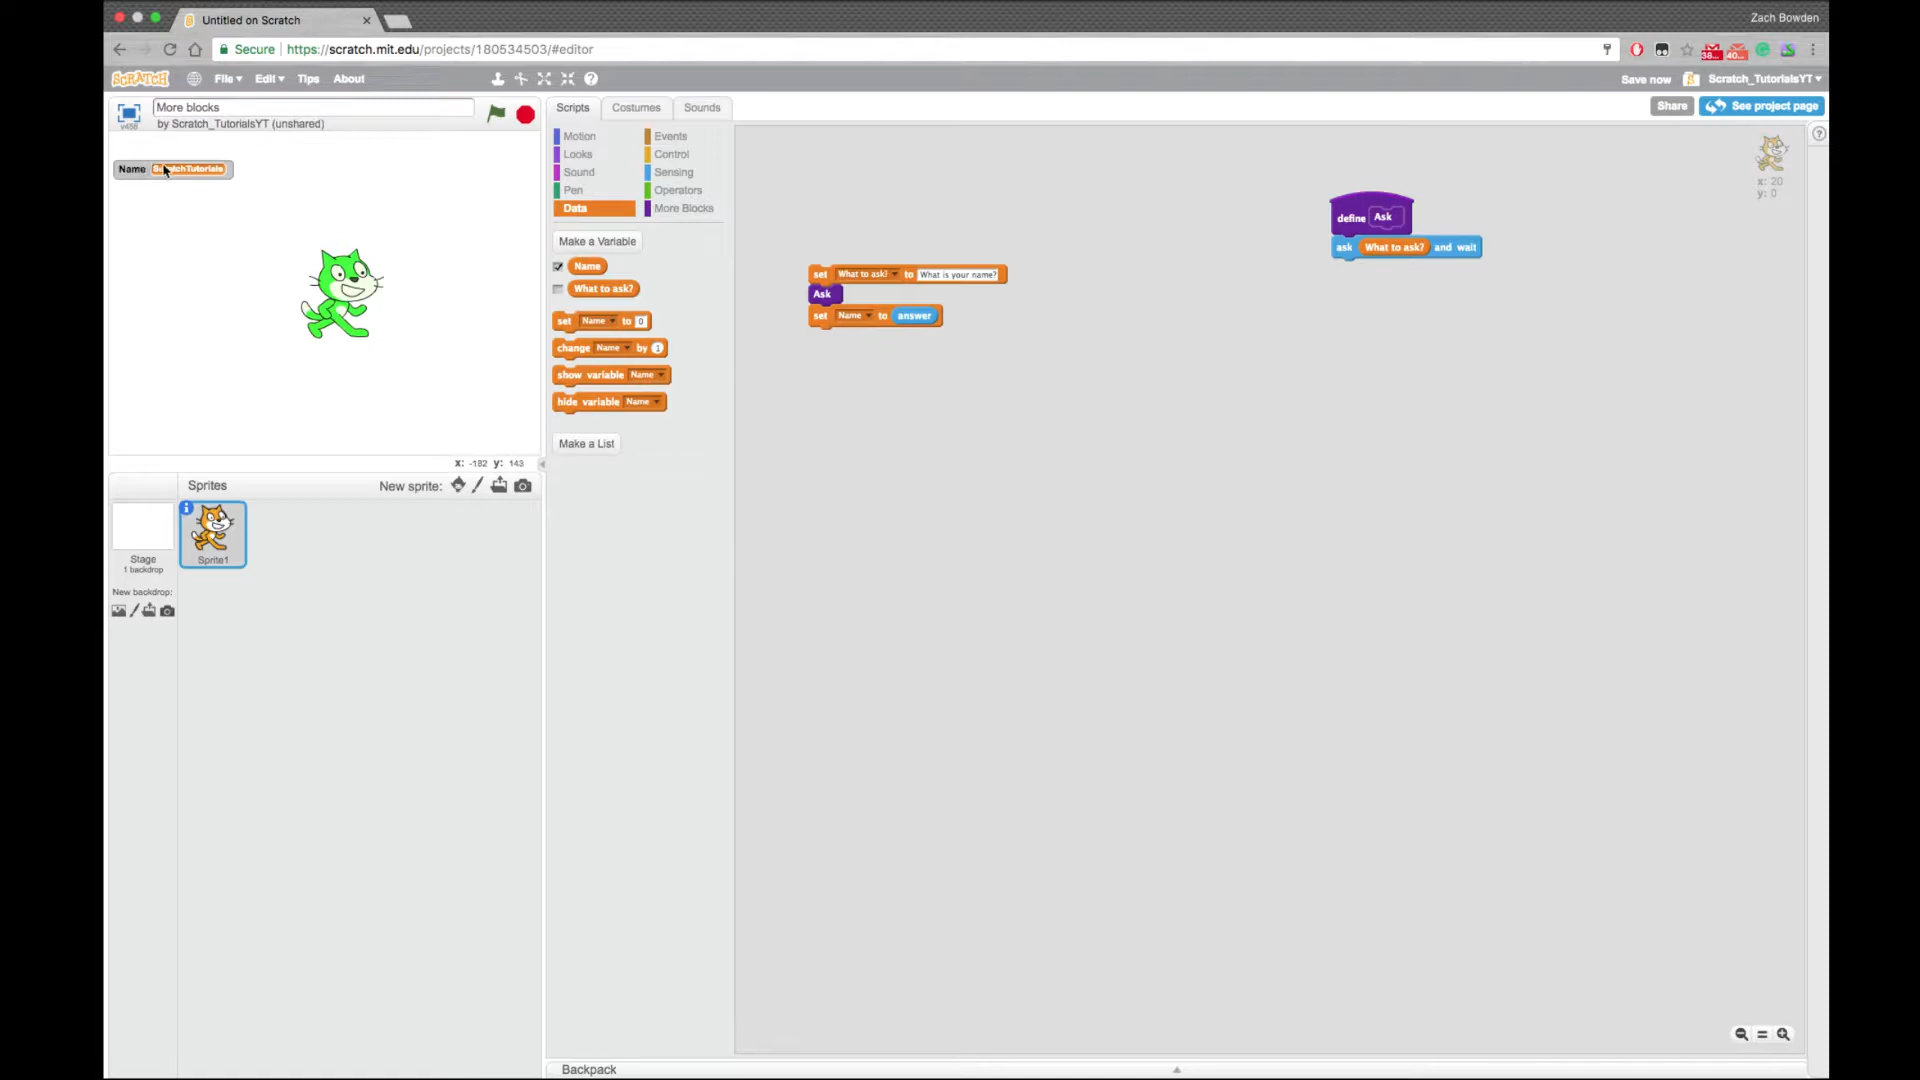 Untitled on Scratch
Zach Bowden
Secure https://scratch.mit.edu/projects/180534503/#editor
SCRATCH File Edit Tips About
Save now Scratch_TutorialsYT
More blocks
by Scratch_TutorialsYT (unshared)
v456
Scripts Costumes Sounds
Share See project page
Motion Events
Looks Control
Sound Sensing
Pen Operators
Data More Blocks
Name ScratchTutorials
x: 20
y: 0
define Ask
ask What to ask? and wait
Make a Variable
Name
What to ask?
set Name to 0
change Name by 1
show variable Name
hide variable Name
Make a List
set What to ask? to What is your name?
Ask
set Name to answer
x: -182 y: 143
Sprites New sprite:
Sprite1
Stage
1 backdrop
New backdrop:
Backpack